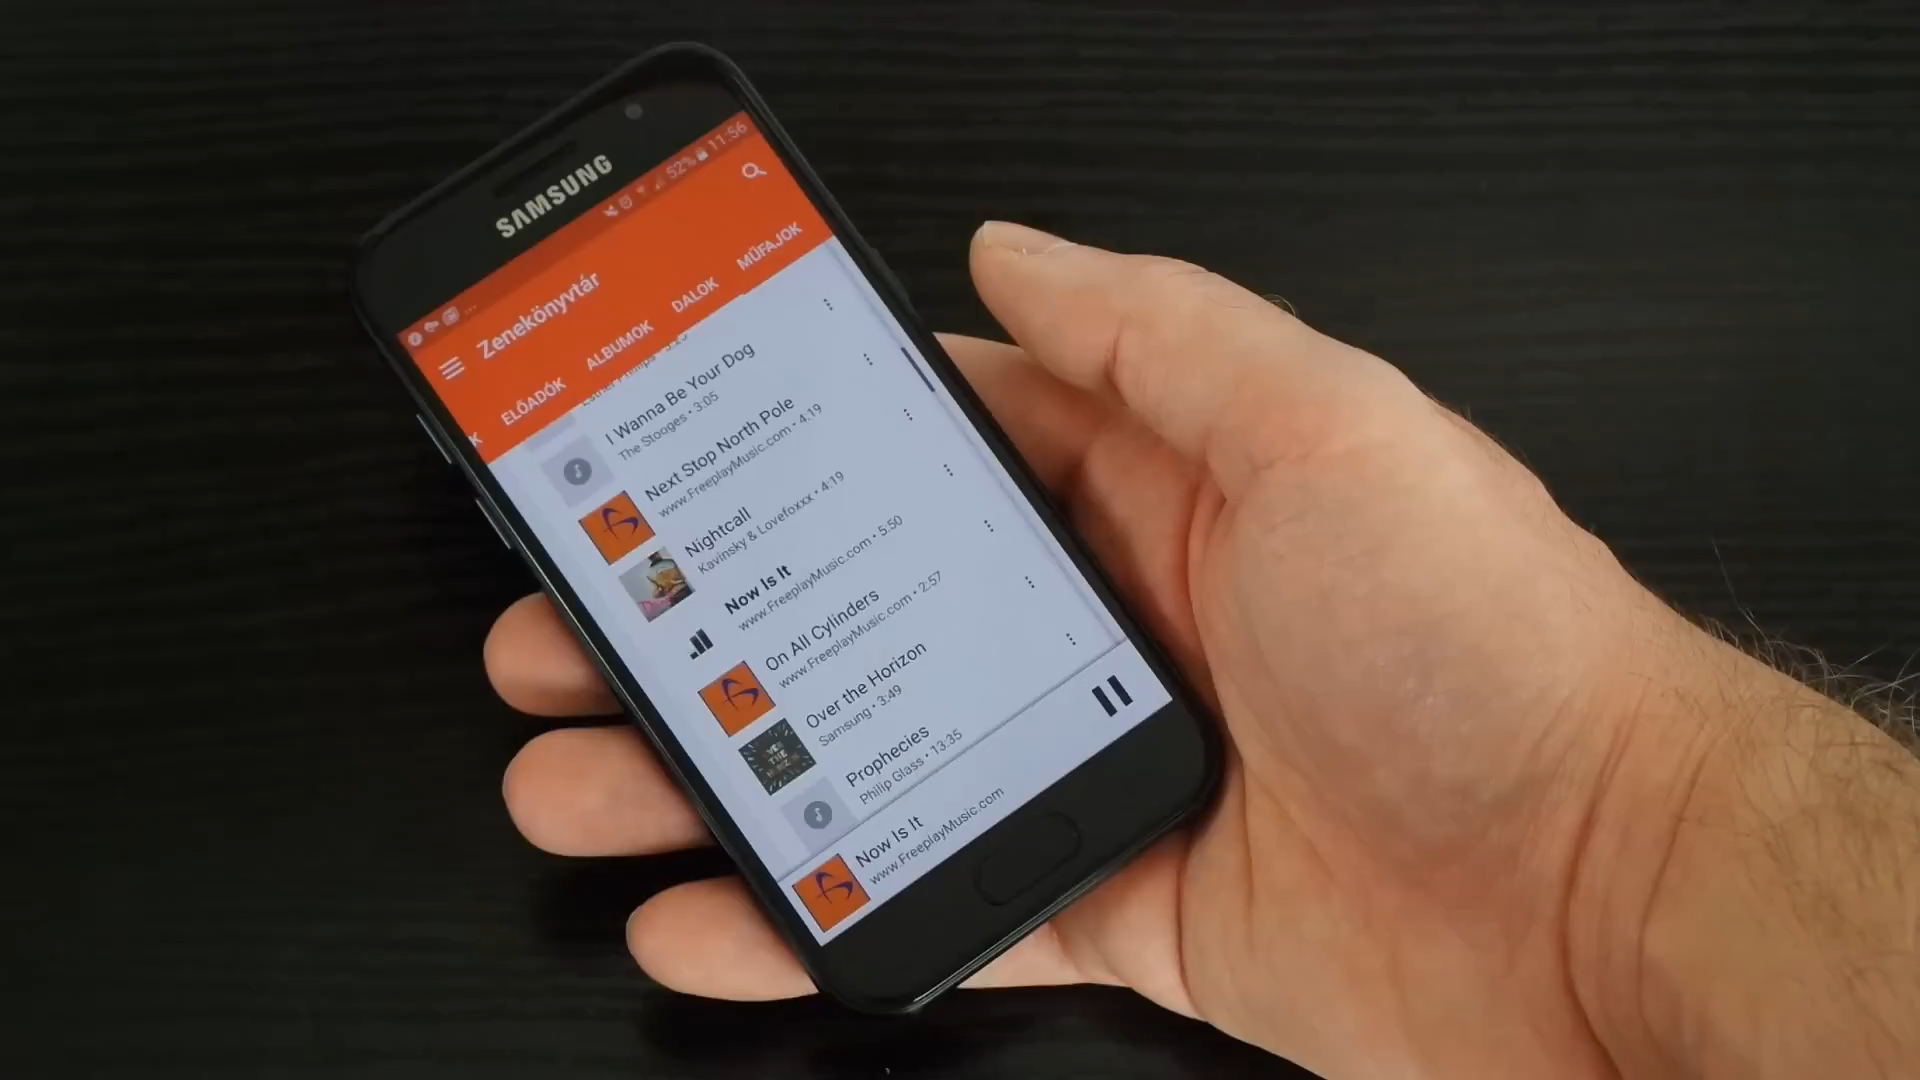 SAMSUNG
52% 11:56
Zenekönyvtár
K ELŐADÓK ALBUMOK DALOK MŰFAJOK
I Wanna Be Your Dog
The Stooges • 3:05
Next Stop North Pole
www.FreeplayMusic.com • 4:19
Nightcall
Kavinsky & Lovefoxxx • 4:19
Now Is It
www.FreeplayMusic.com • 5:50
On All Cylinders
www.FreeplayMusic.com • 2:57
Over the Horizon
Samsung • 3:49
THE
Prophecies
Philip Glass • 13:35
Now Is It
www.FreeplayMusic.com